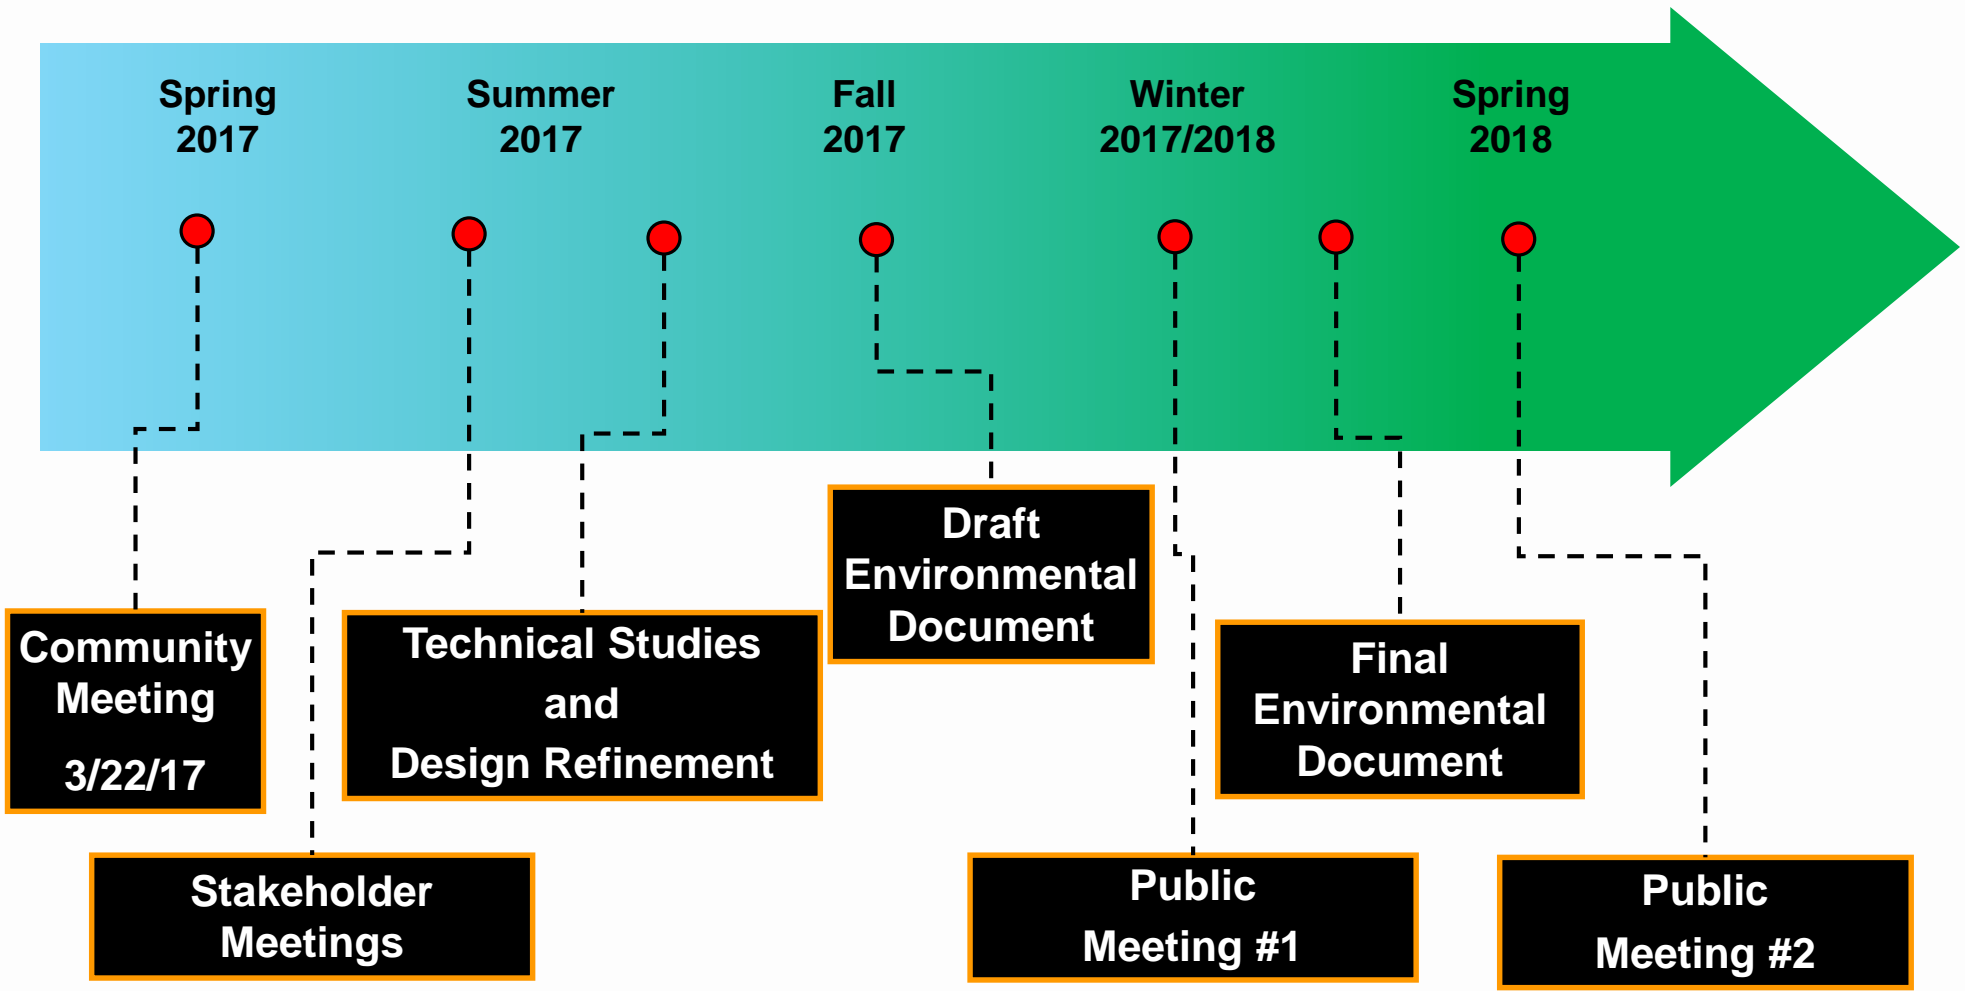 Spring
2017
Summer
2017
Fall
2017
Winter
2017/2018
Spring
2018
Community
Meeting
3/22/17
Stakeholder
Meetings
Technical Studies
and
Design Refinement
Draft
Environmental
Document
Public
Meeting #1
Final
Environmental
Document
Public
Meeting #2